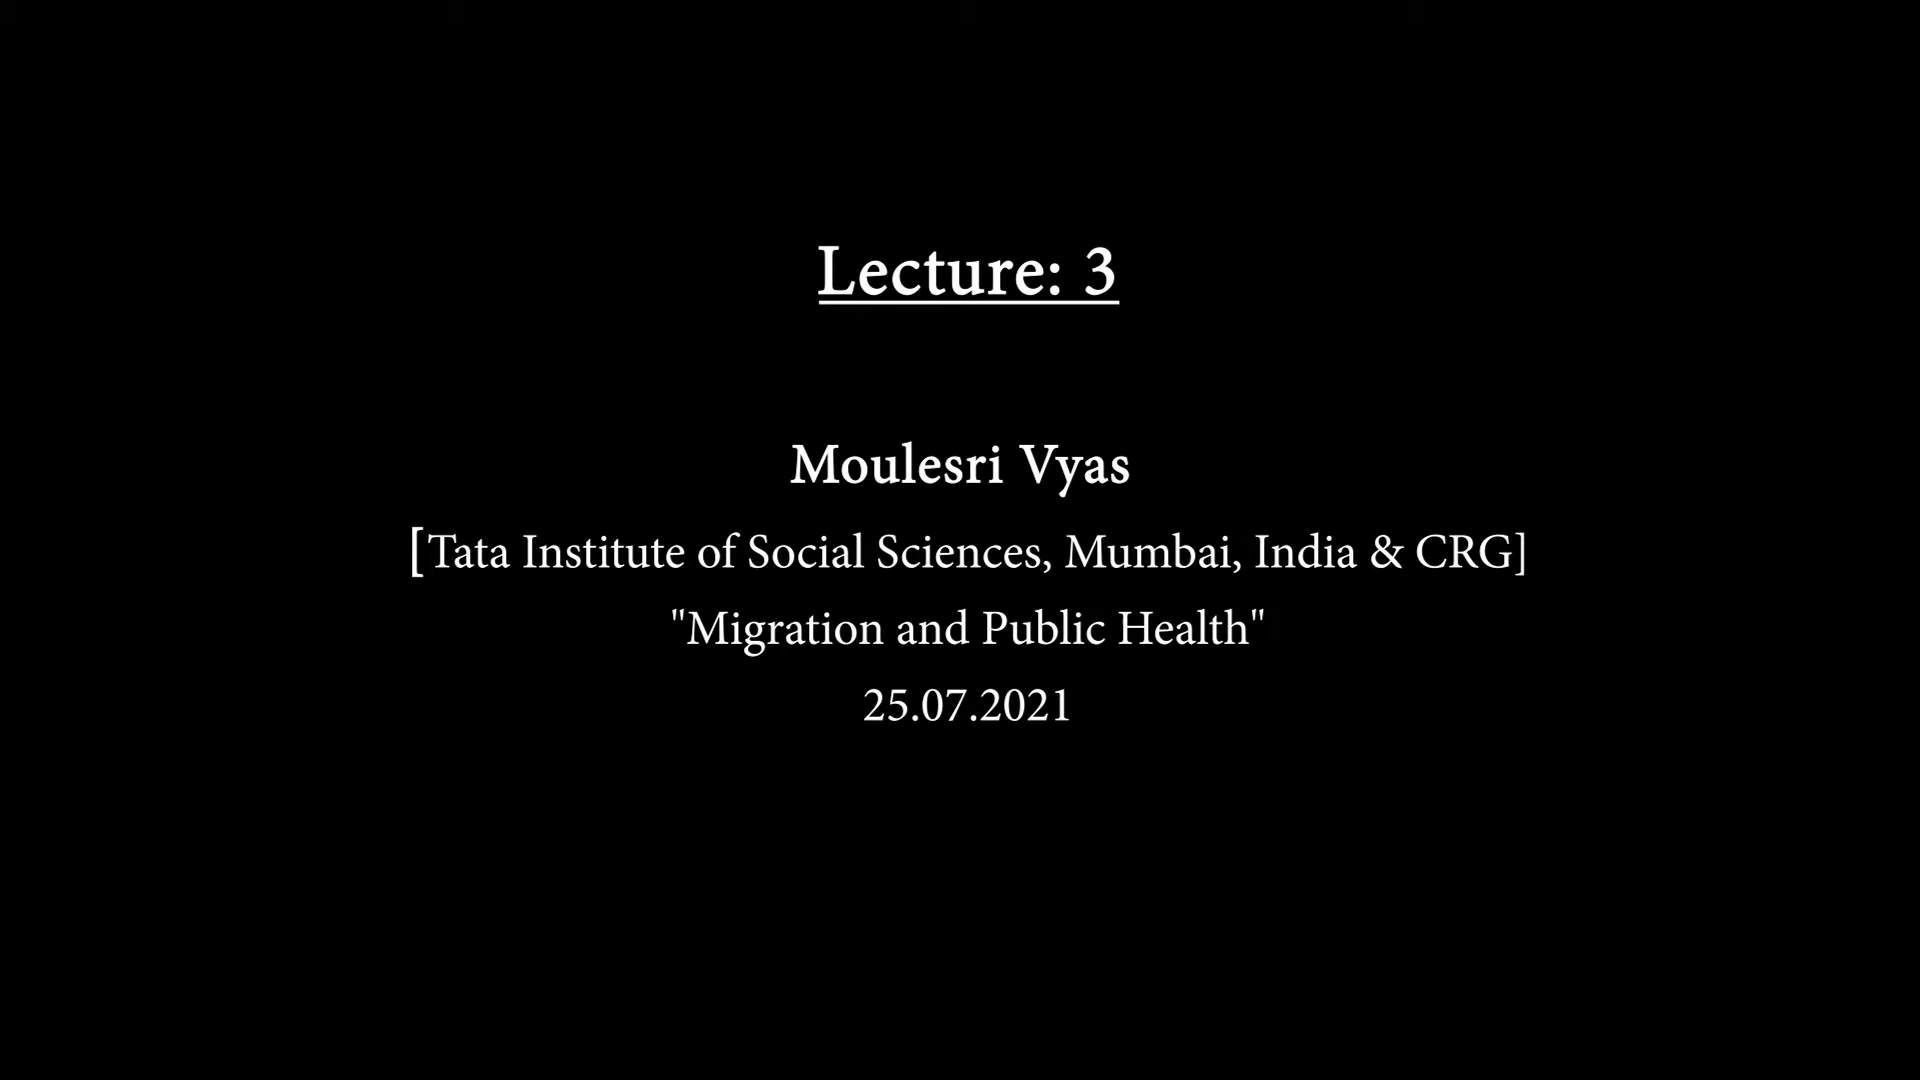 Lecture: 3
Moulesri Vyas
[Tata Institute of Social Sciences, Mumbai, India & CRG]
"Migration and Public Health"
25.07.2021